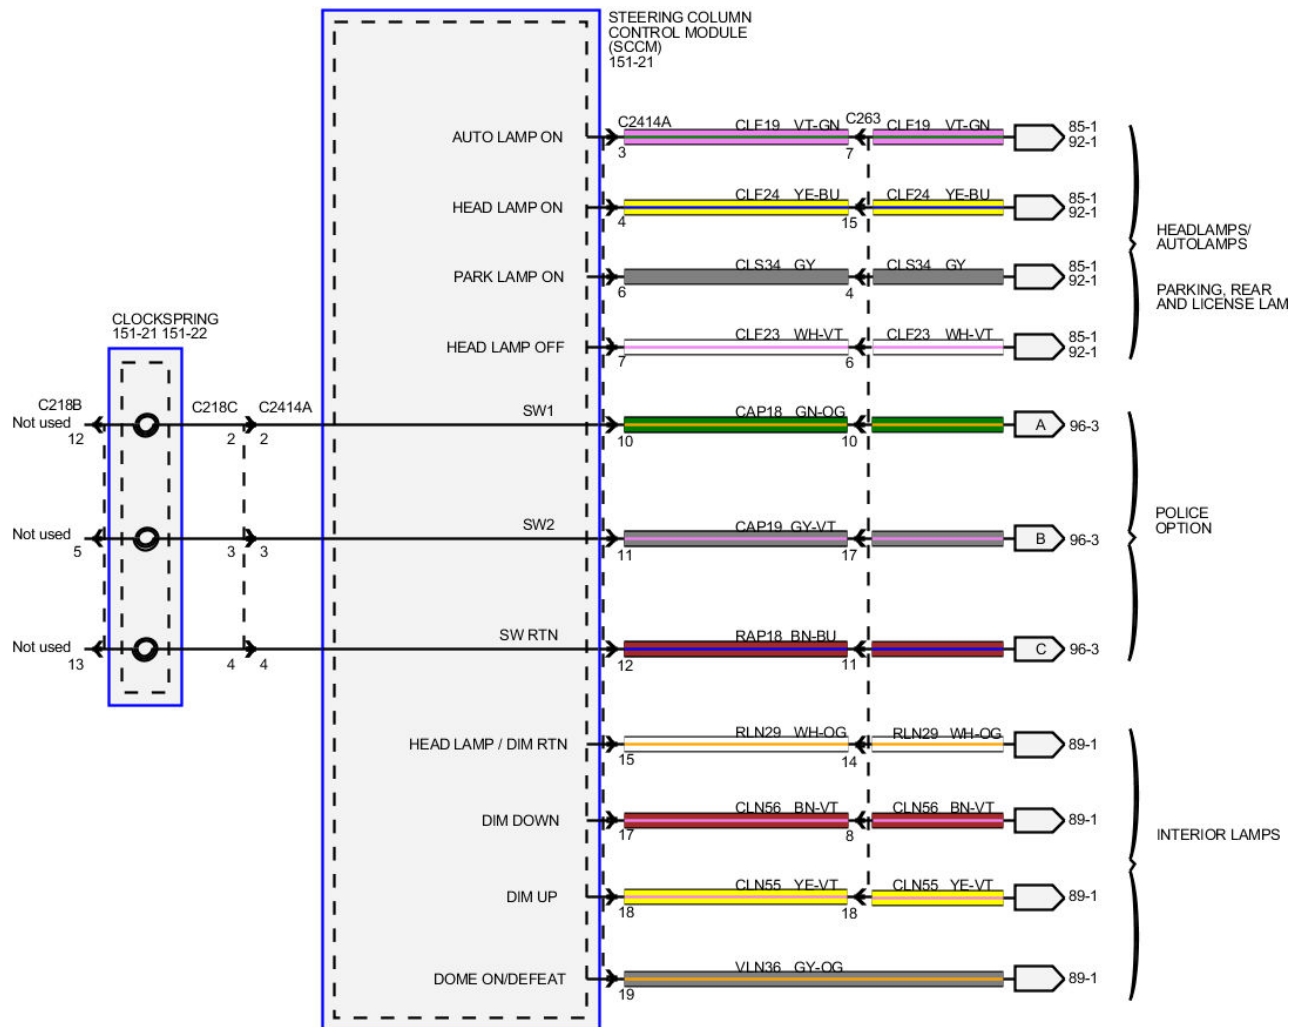 STEERING COLUMN
CONTROL MODULE
(SCCM)
151-21
AUTO LAMP ON
C2414A
3
CLF19 VT-GN
C263
7
CLF19 VT-GN
85-1
92-1
HEAD LAMP ON
4
CLF24 YE-BU
15
CLF24 YE-BU
85-1
92-1
HEADLAMPS/
AUTOLAMPS
PARK LAMP ON
6
CLS34 GY
4
CLS34 GY
85-1
92-1
PARKING, REAR
AND LICENSE LAM
CLOCKSPRING
151-21 151-22
HEAD LAMP OFF
7
CLF23 WH-VT
6
CLF23 WH-VT
85-1
92-1
C218B
Not used
12
C218C
2
C2414A
2
SW1
10
CAP18 GN-OG
10
A
96-3
Not used
5
3
3
SW2
11
CAP19 GY-VT
17
B
96-3
POLICE
OPTION
Not used
13
4
4
SW RTN
12
RAP18 BN-BU
11
C
96-3
HEAD LAMP / DIM RTN
15
RLN29 WH-OG
14
RLN29 WH-OG
89-1
DIM DOWN
17
CLN56 BN-VT
8
CLN56 BN-VT
89-1
INTERIOR LAMPS
DIM UP
18
CLN55 YE-VT
18
CLN55 YE-VT
89-1
DOME ON/DEFEAT
19
VLN36 GY-OG
89-1